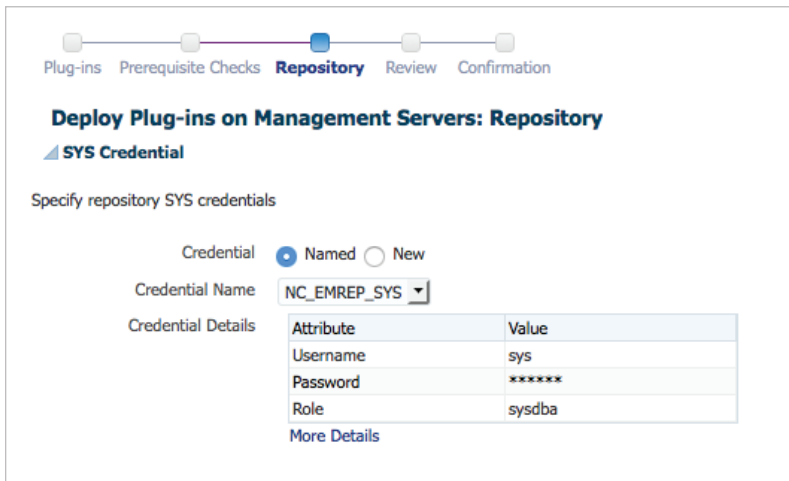 Plug-ins Prerequisite Checks Repository Review Confirmation
Deploy Plug-ins on Management Servers: Repository
SYS Credential
Specify repository SYS credentials
Credential Named New
Credential Name NC_EMREP_SYS
Credential Details Attribute Value
Username sys
Password ******
Role sysdba
More Details